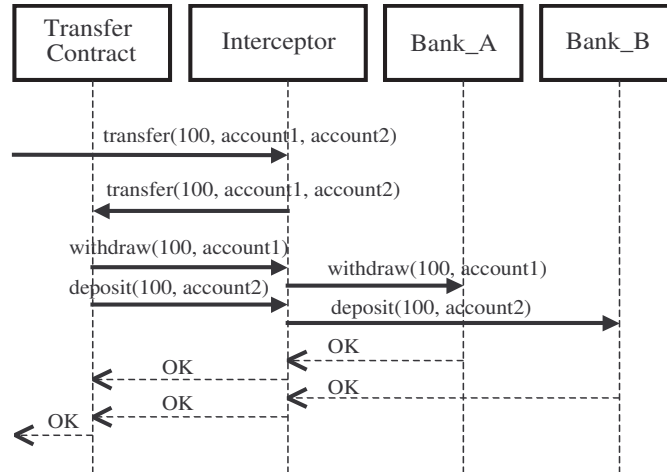 Transfer
Contract
Interceptor
Bank_A
Bank_B
transfer(100, account1, account2)
transfer(100, account1, account2)
withdraw(100, account1)
withdraw(100, account1)
deposit(100, account2)
deposit(100, account2)
OK
OK
OK
OK
OK